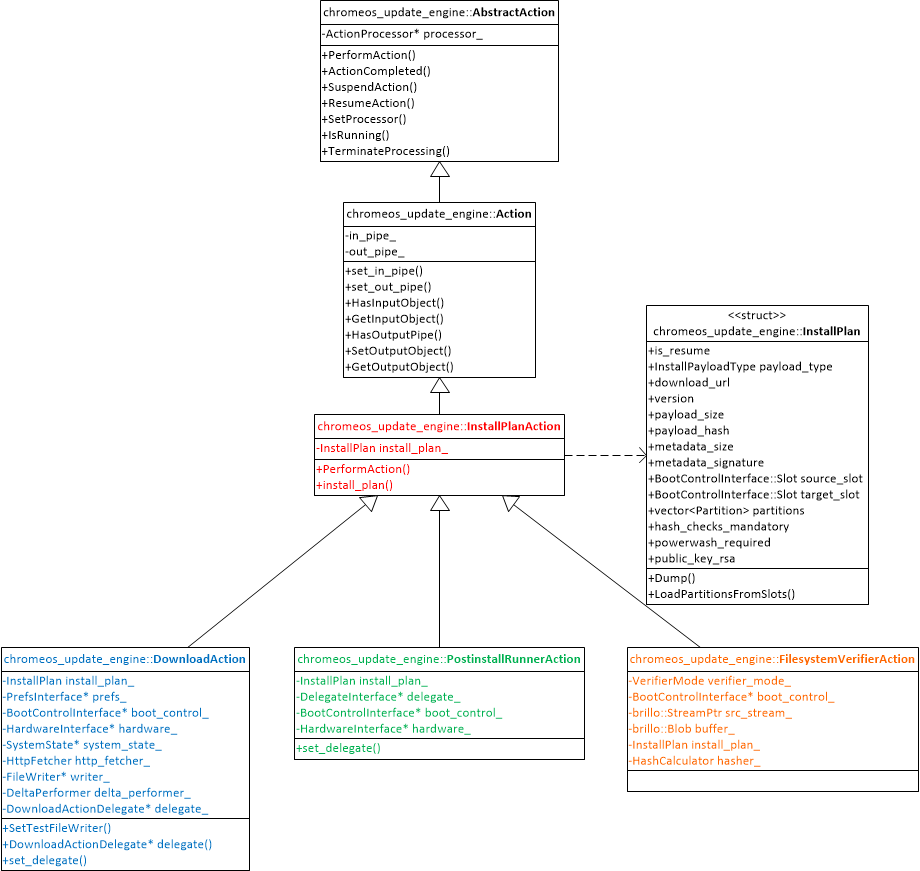 chromeos_update_engine::AbstractAction
-ActionProcessor* processor_
+PerformAction()
+ActionCompleted()
+SuspendAction()
+ResumeAction()
+SetProcessor()
+IsRunning()
+TerminateProcessing()
chromeos_update_engine::Action
-in_pipe_
-out_pipe_
+set_in_pipe()
+set_out_pipe()
+HasInputObject()
+GetInputObject()
+HasOutputPipe()
+SetOutputObject()
+GetOutputObject()
<<struct>>
chromeos_update_engine::InstallPlan
+is_resume
+InstallPayloadType payload_type
+download_url
+version
+payload_size
+payload_hash
+metadata_size
+metadata_signature
+BootControlInterface::Slot source_slot
+BootControlInterface::Slot target_slot
+vector<Partition> partitions
+hash_checks_mandatory
+powerwash_required
+public_key_rsa
+Dump()
+LoadPartitionsFromSlots()
chromeos_update_engine::InstallPlanAction
-InstallPlan install_plan_
+PerformAction()
+install_plan()
chromeos_update_engine::DownloadAction
-InstallPlan install_plan_
-PrefsInterface* prefs_
-BootControlInterface* boot_control_
-HardwareInterface* hardware_
-SystemState* system_state_
-HttpFetcher http_fetcher_
-FileWriter* writer_
-DeltaPerformer delta_performer_
-DownloadActionDelegate* delegate_
+SetTestFileWriter()
+DownloadActionDelegate* delegate()
+set_delegate()
chromeos_update_engine::PostinstallRunnerAction
-InstallPlan install_plan_
-DelegateInterface* delegate_
-BootControlInterface* boot_control_
-HardwareInterface* hardware_
+set_delegate()
chromeos_update_engine::FilesystemVerifierAction
-VerifierMode verifier_mode_
-BootControlInterface* boot_control_
-brillo::StreamPtr src_stream_
-brillo::Blob buffer_
-InstallPlan install_plan_
-HashCalculator hasher_